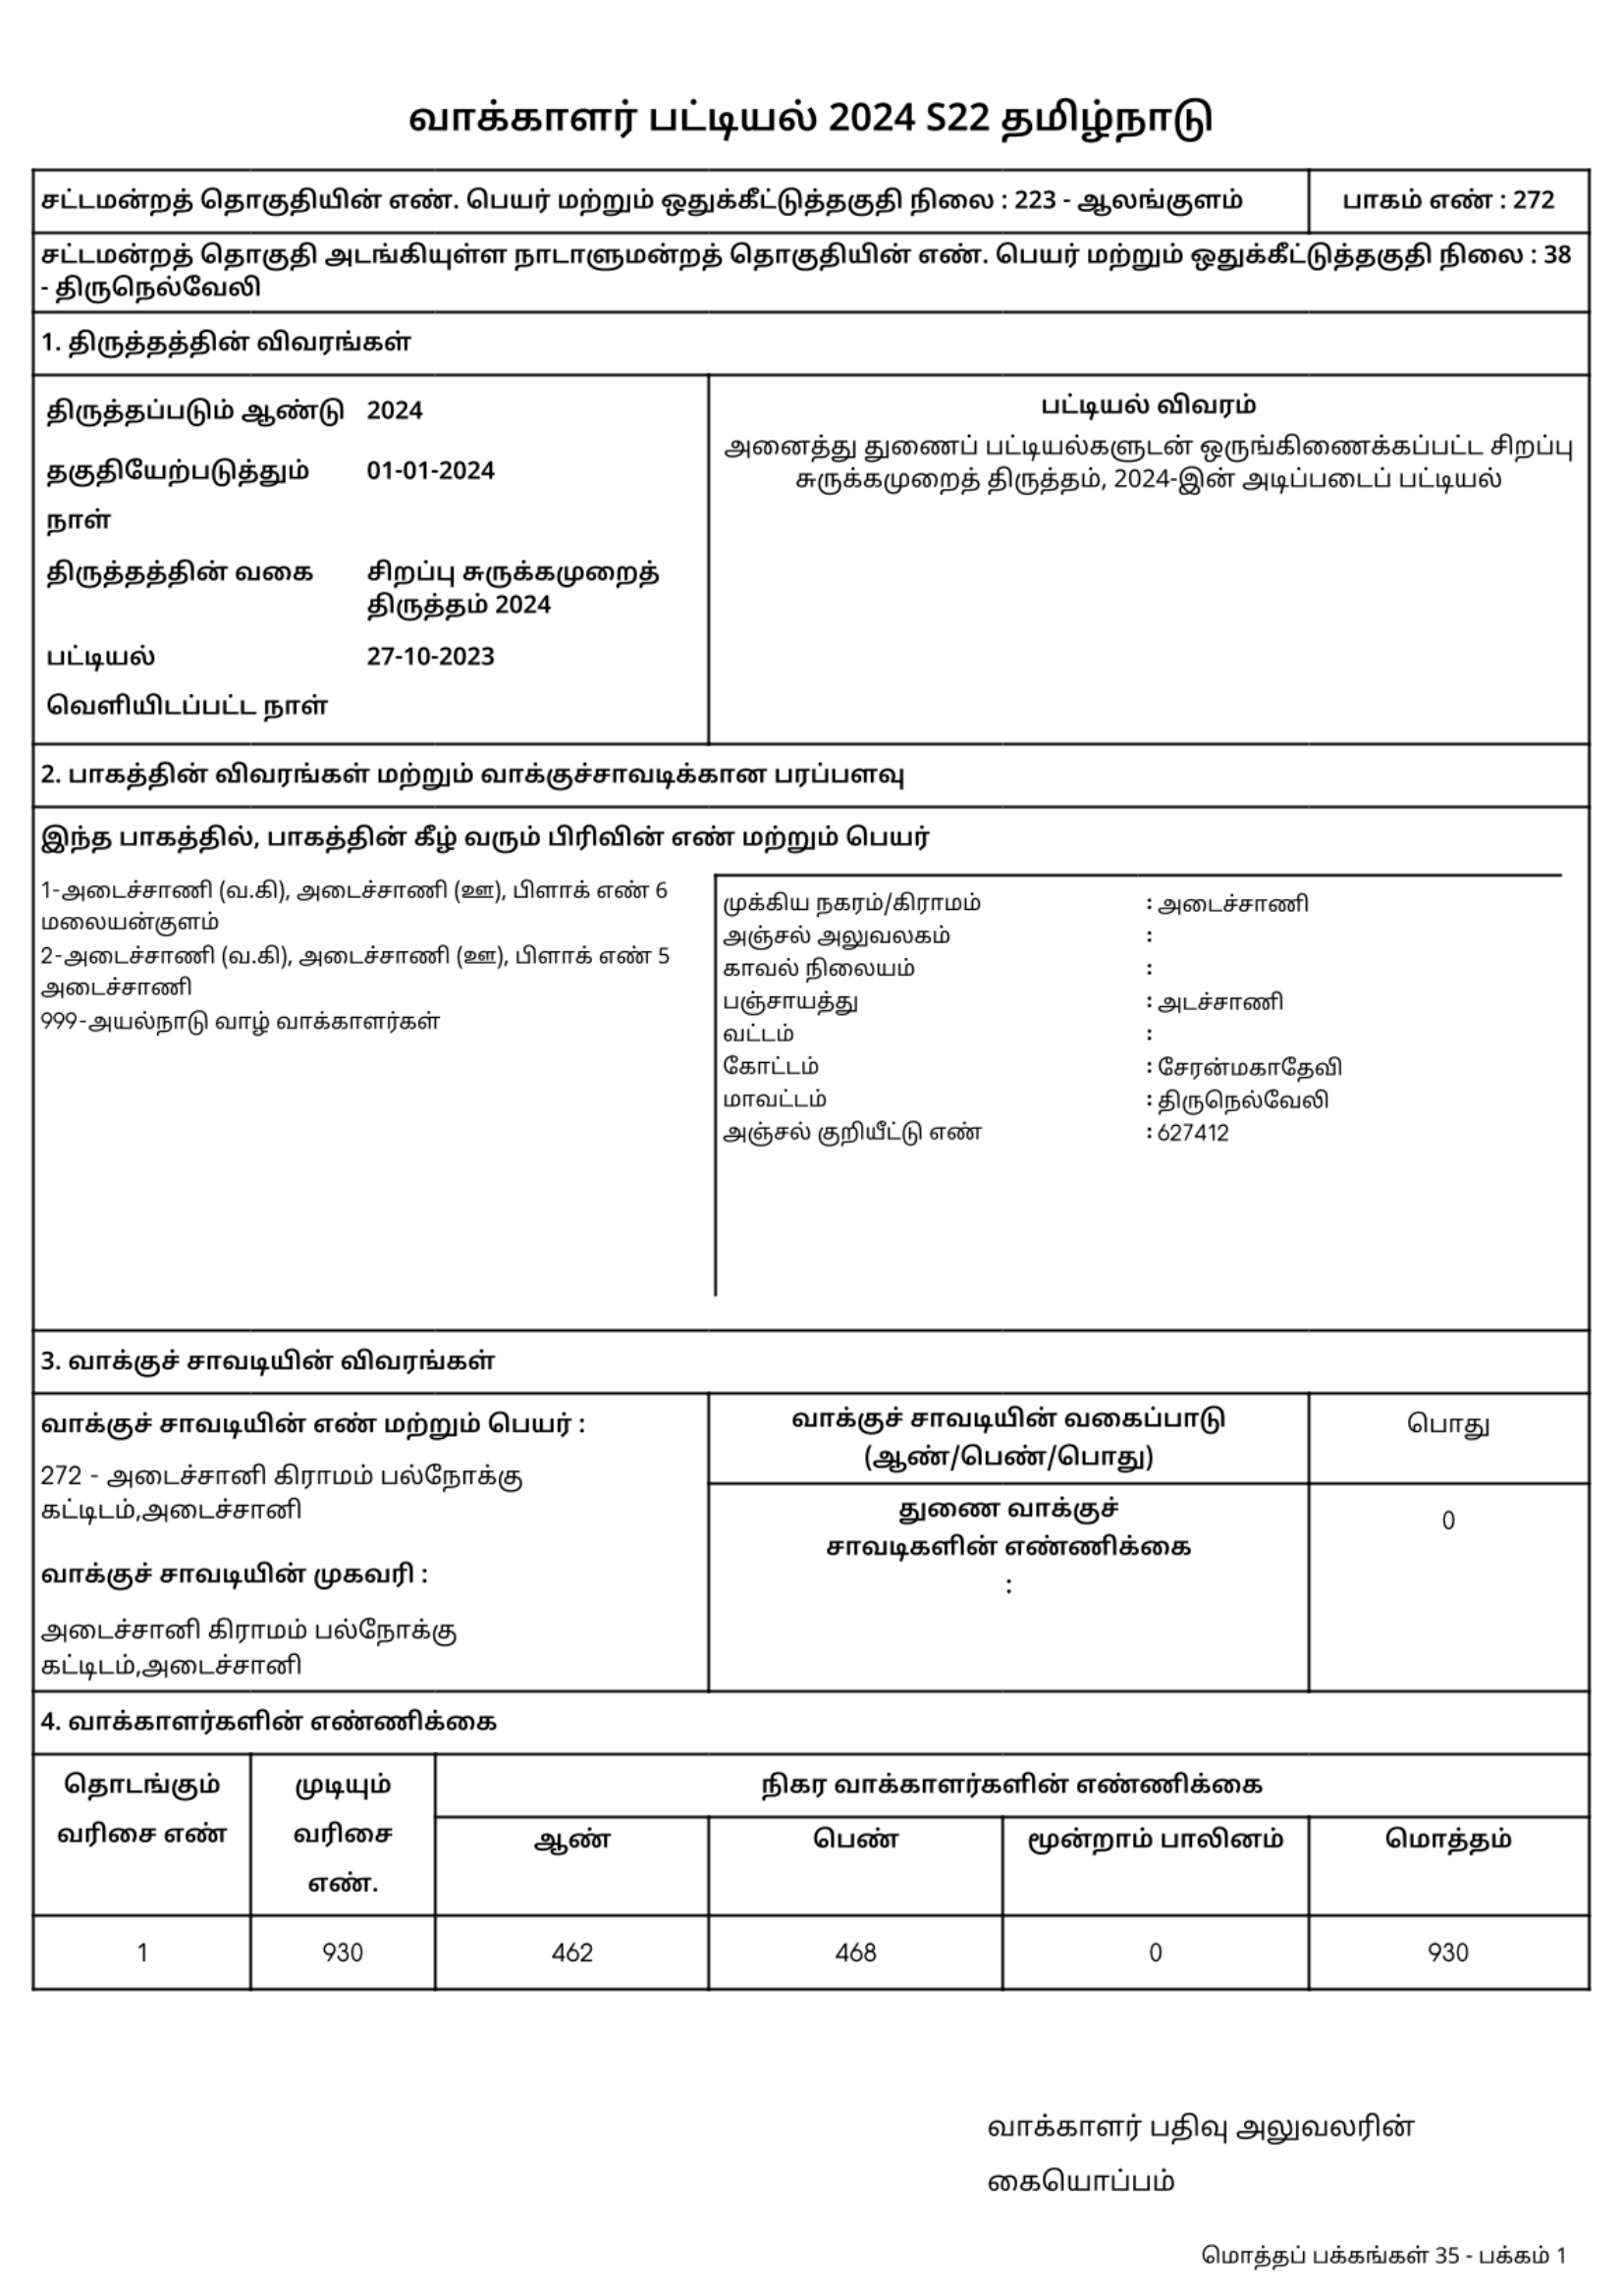 வாக்காளர் பட்டியல் 2024 S22 தமிழ்நாடு
சட்டமன்றத் தொகுதியின் எண். பெயர் மற்றும் ஒதுக்கீட்டுத்தகுதி நிலை : 223 - ஆலங்குளம்
பாகம் எண் : 272
சட்டமன்றத் தொகுதி அடங்கியுள்ள நாடாளுமன்றத் தொகுதியின் எண். பெயர் மற்றும் ஒதுக்கீட்டுத்தகுதி நிலை : 38
- திருநெல்வேலி
1. திருத்தத்தின் விவரங்கள்
திருத்தப்படும் ஆண்டு 2024
தகுதியேற்படுத்தும் 01-01-2024
நாள்
திருத்தத்தின் வகை சிறப்பு சுருக்கமுறைத்
திருத்தம் 2024
பட்டியல் 27-10-2023
வெளியிடப்பட்ட நாள்
பட்டியல் விவரம்
அனைத்து துணைப் பட்டியல்களுடன் ஒருங்கிணைக்கப்பட்ட சிறப்பு
சுருக்கமுறைத் திருத்தம், 2024-இன் அடிப்படைப் பட்டியல்
2. பாகத்தின் விவரங்கள் மற்றும் வாக்குச்சாவடிக்கான பரப்பளவு
இந்த பாகத்தில், பாகத்தின் கீழ் வரும் பிரிவின் எண் மற்றும் பெயர்
1-அடைச்சாணி (வ.கி), அடைச்சாணி (ஊ), பிளாக் எண் 6
மலையன்குளம்
2-அடைச்சாணி (வ.கி), அடைச்சாணி (ஊ), பிளாக் எண் 5
அடைச்சாணி
999-அயல்நாடு வாழ் வாக்காளர்கள்
முக்கிய நகரம்/கிராமம் : அடைச்சாணி
அஞ்சல் அலுவலகம் :
காவல் நிலையம் :
பஞ்சாயத்து : அடச்சாணி
வட்டம் :
கோட்டம் : சேரன்மகாதேவி
மாவட்டம் : திருநெல்வேலி
அஞ்சல் குறியீட்டு எண் : 627412
3. வாக்குச் சாவடியின் விவரங்கள்
வாக்குச் சாவடியின் எண் மற்றும் பெயர் :
272 - அடைச்சானி கிராமம் பல்நோக்கு
கட்டிடம்,அடைச்சானி
வாக்குச் சாவடியின் முகவரி :
அடைச்சானி கிராமம் பல்நோக்கு
கட்டிடம்,அடைச்சானி
வாக்குச் சாவடியின் வகைப்பாடு
(ஆண்/பெண்/பொது)
பொது
துணை வாக்குச்
சாவடிகளின் எண்ணிக்கை
:
0
4. வாக்காளர்களின் எண்ணிக்கை
தொடங்கும்
வரிசை எண்
முடியும்
வரிசை
எண்.
நிகர வாக்காளர்களின் எண்ணிக்கை
ஆண் பெண் மூன்றாம் பாலினம் மொத்தம்
1 930 462 468 0 930
வாக்காளர் பதிவு அலுவலரின்
கையொப்பம்
மொத்தப் பக்கங்கள் 35 - பக்கம் 1